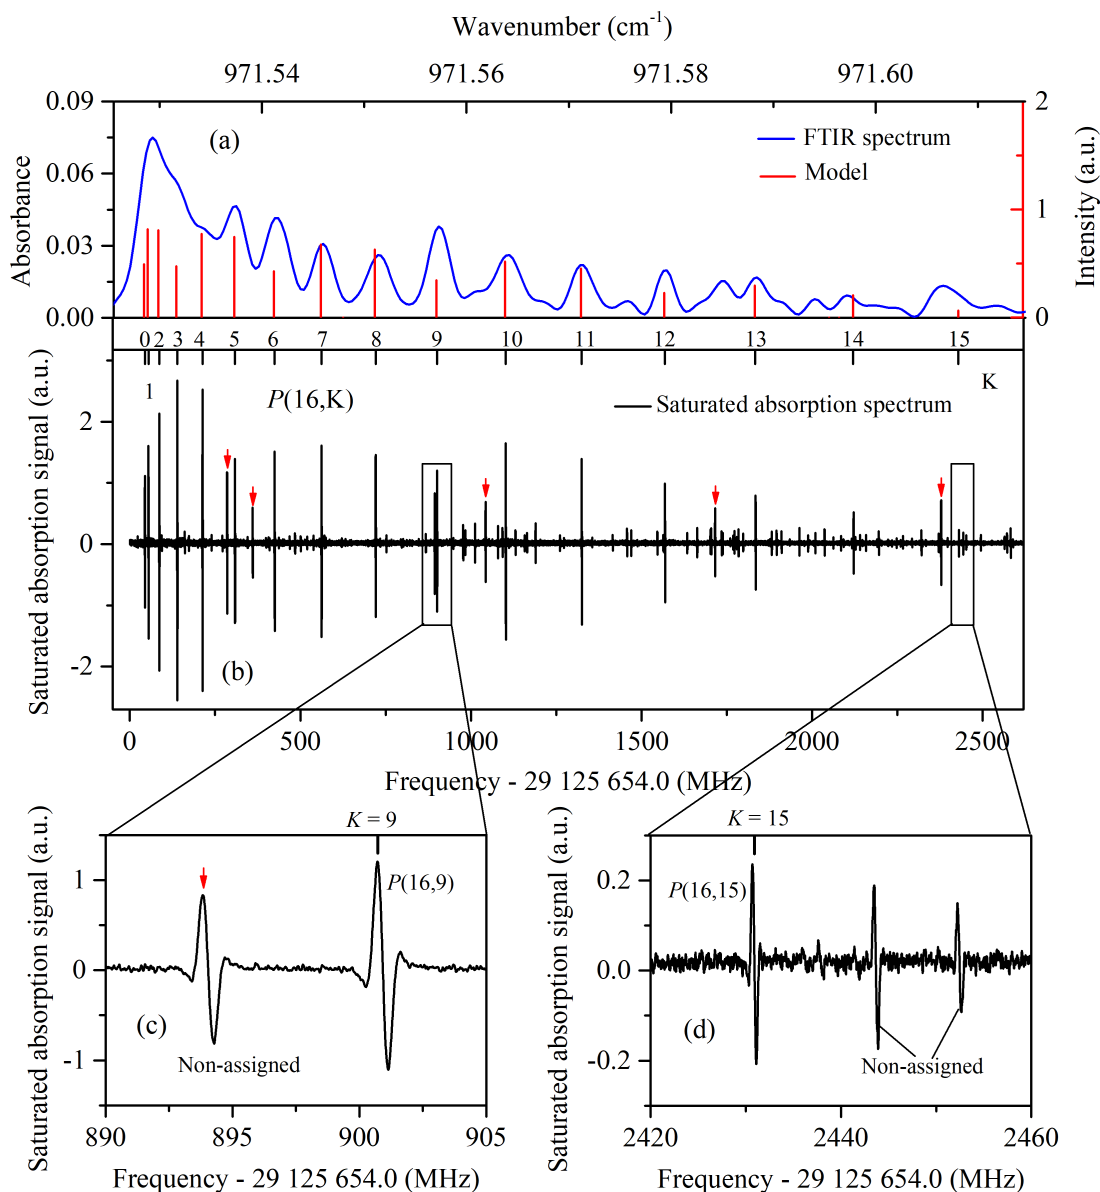 Wavenumber (cm-1)
971.54 971.56 971.58 971.60
0.09 2
(a)
FTIR spectrum
Model
0.06
1
0.03
0.00 0
Absorbance
Intensity (a.u.)
0 2 3 4 5 6 7 8 9 10 11 12 13 14 15
1
K
P(16,K)
Saturated absorption spectrum
2
0
-2
(b)
Saturated absorption signal (a.u.)
0 500 1000 1500 2000 2500
Frequency - 29 125 654.0 (MHz)
K = 9
P(16,9)
1
0
-1
(c)
Non-assigned
Saturated absorption signal (a.u.)
890 895 900 905
Frequency - 29 125 654.0 (MHz)
K = 15
P(16,15)
0.2
0.0
-0.2
(d)
Non-assigned
Saturated absorption signal (a.u.)
2420 2440 2460
Frequency - 29 125 654.0 (MHz)